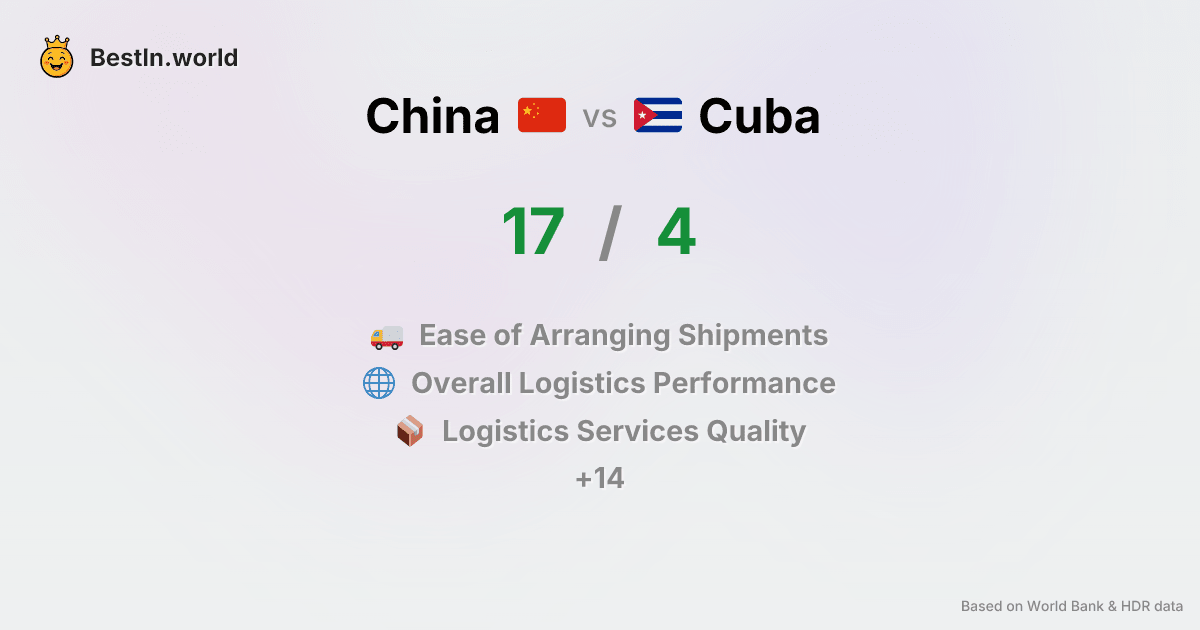 BestIn.world
China vs Cuba
17 / 4
Ease of Arranging Shipments
Overall Logistics Performance
Logistics Services Quality
+14
Based on World Bank & HDR data